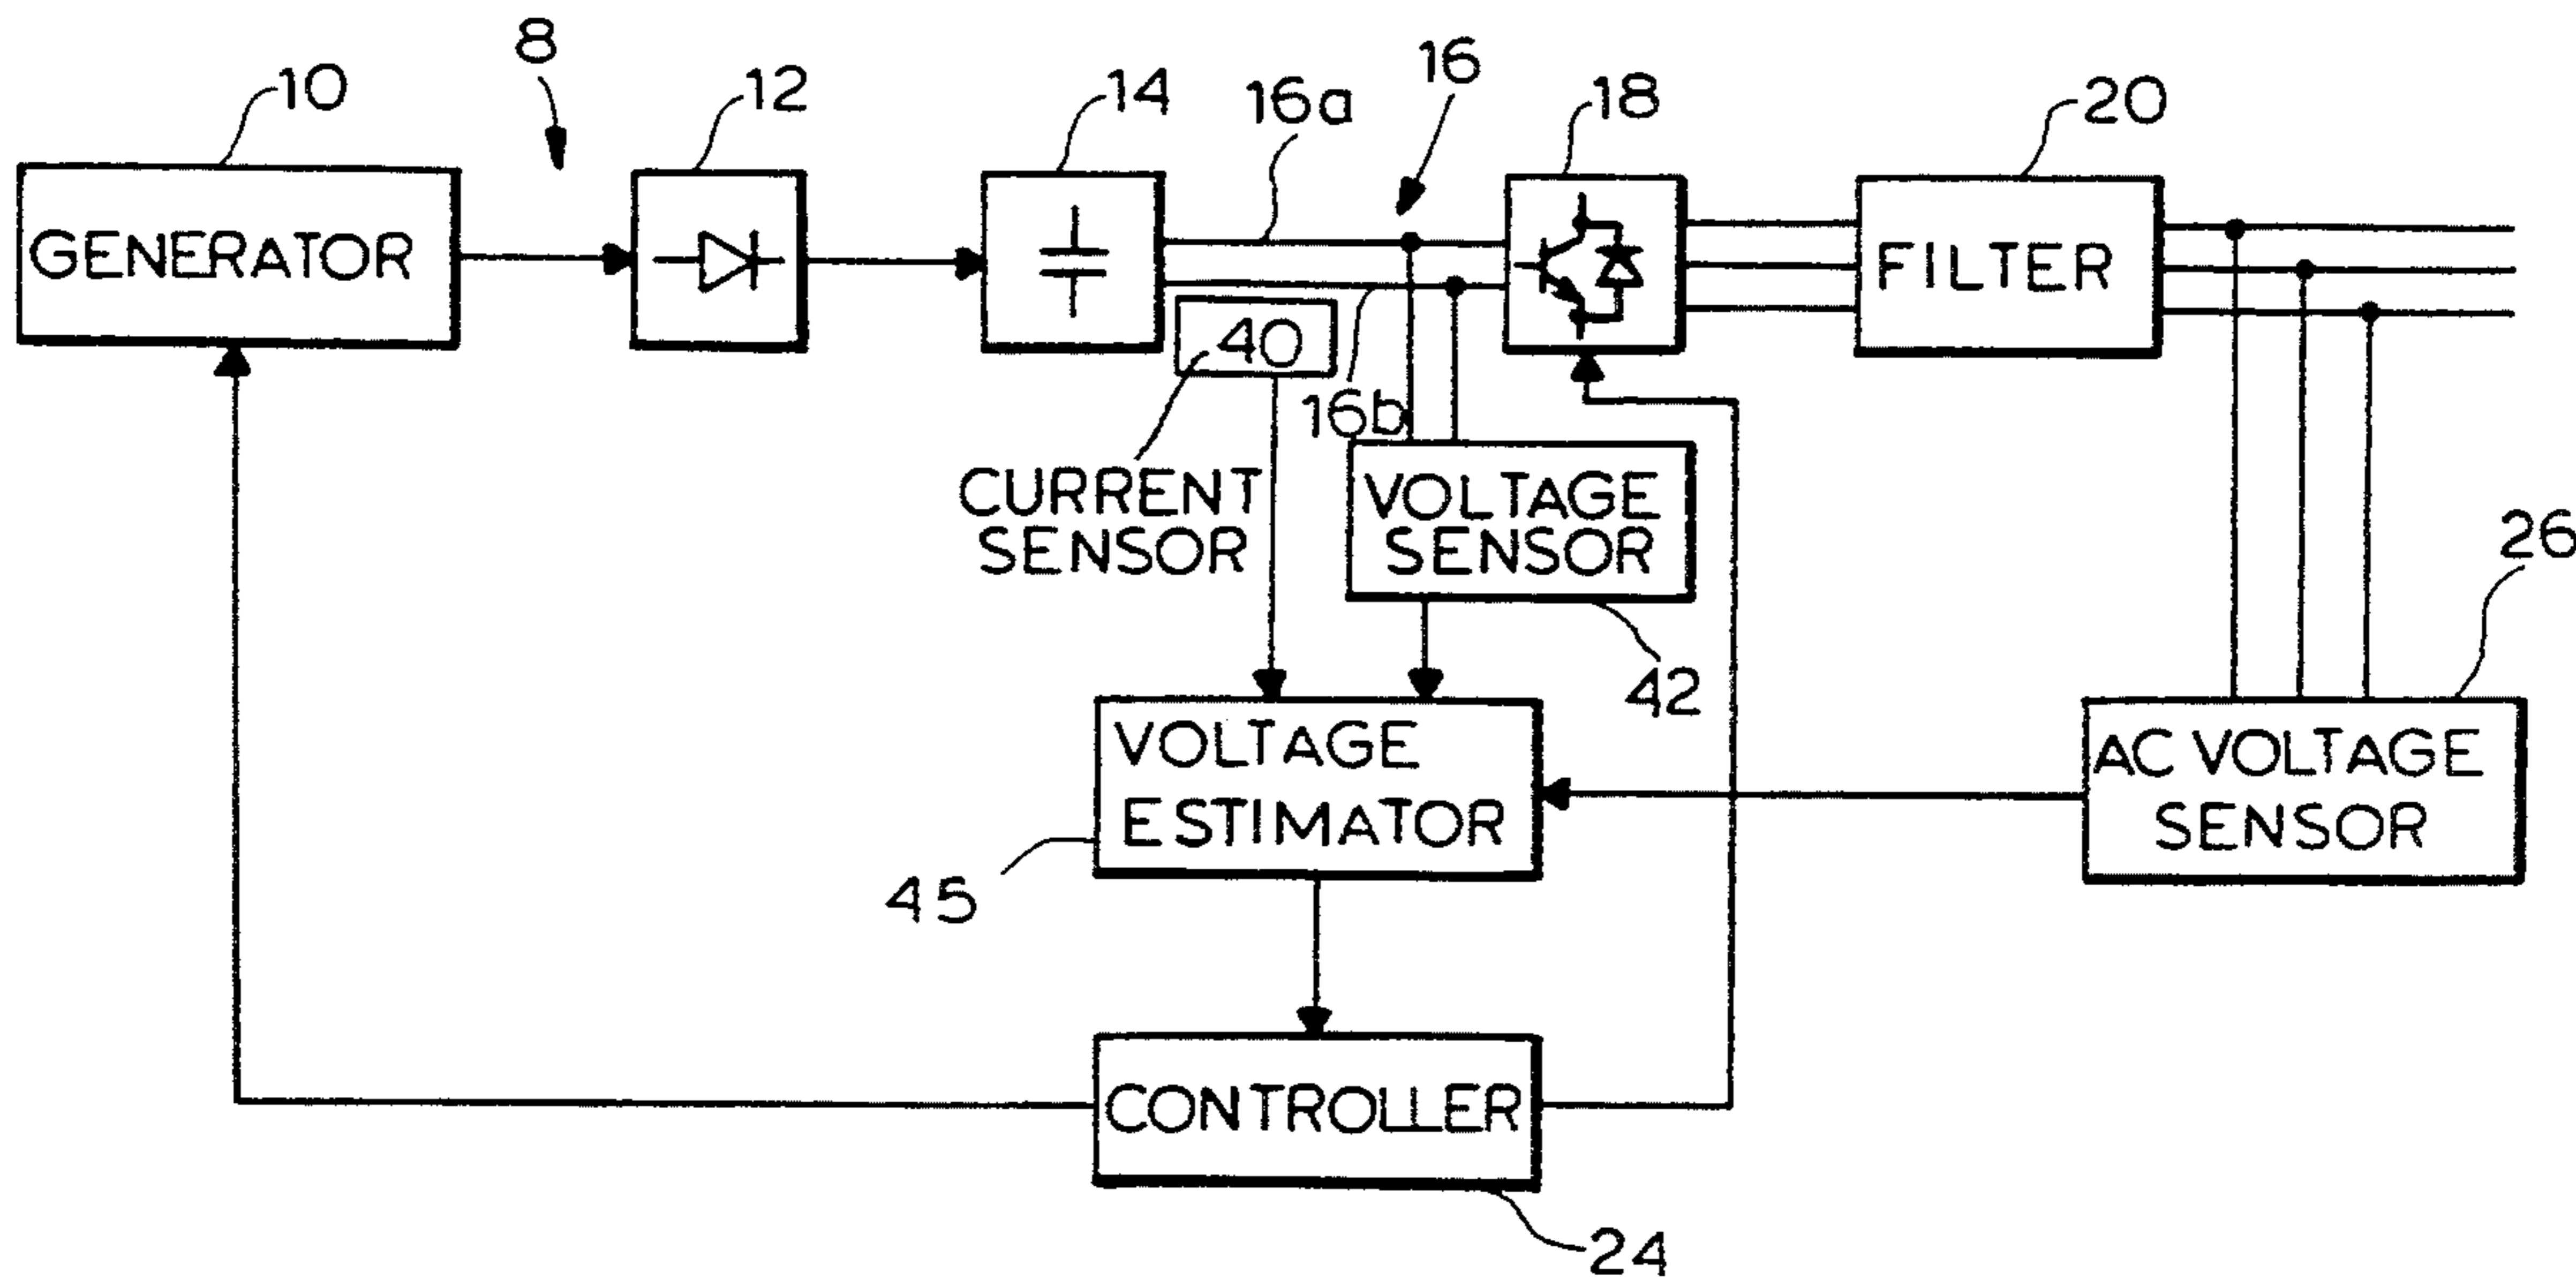 8
10
12
14
16a
16
18
20
GENERATOR
FILTER
40
16b
CURRENT
SENSOR
VOLTAGE
SENSOR
26
42
VOLTAGE
ESTIMATOR
AC VOLTAGE
SENSOR
45
CONTROLLER
24